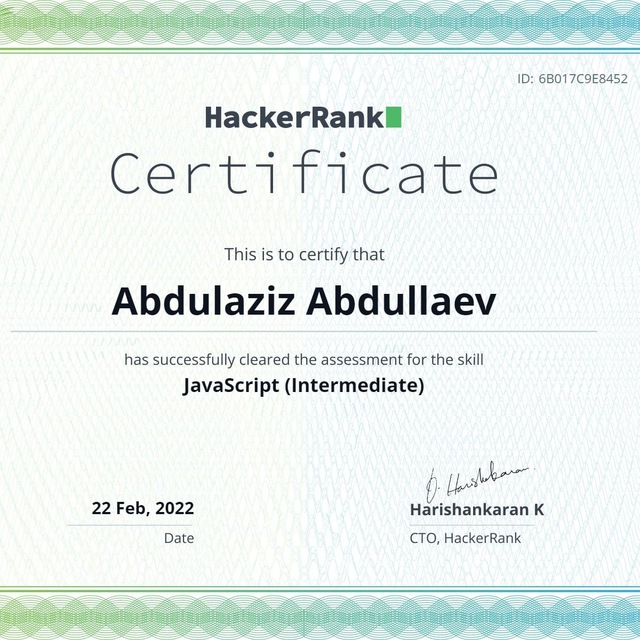 ID: 6B017C9E8452
HackerRank
Certificate
This is to certify that
Abdulaziz Abdullaev
has successfully cleared the assessment for the skill
JavaScript (Intermediate)
22 Feb, 2022
Date
D. Harishankaran
Harishankaran K
CTO, HackerRank